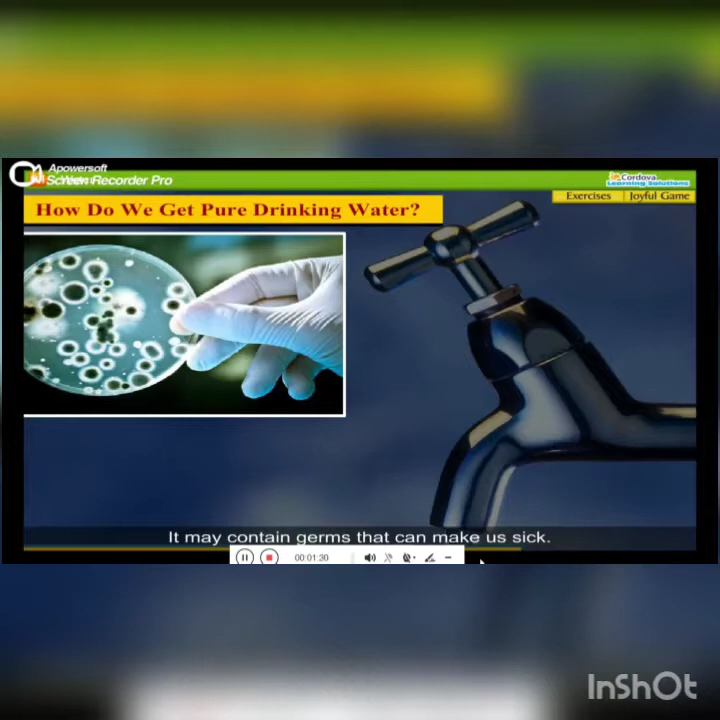 Apowersoft
Screen Recorder Pro
Cordova
Learning Solutions
Exercises | Joyful Game
How Do We Get Pure Drinking Water?
It may contain germs that can make us sick.
00:01:30
InShOt